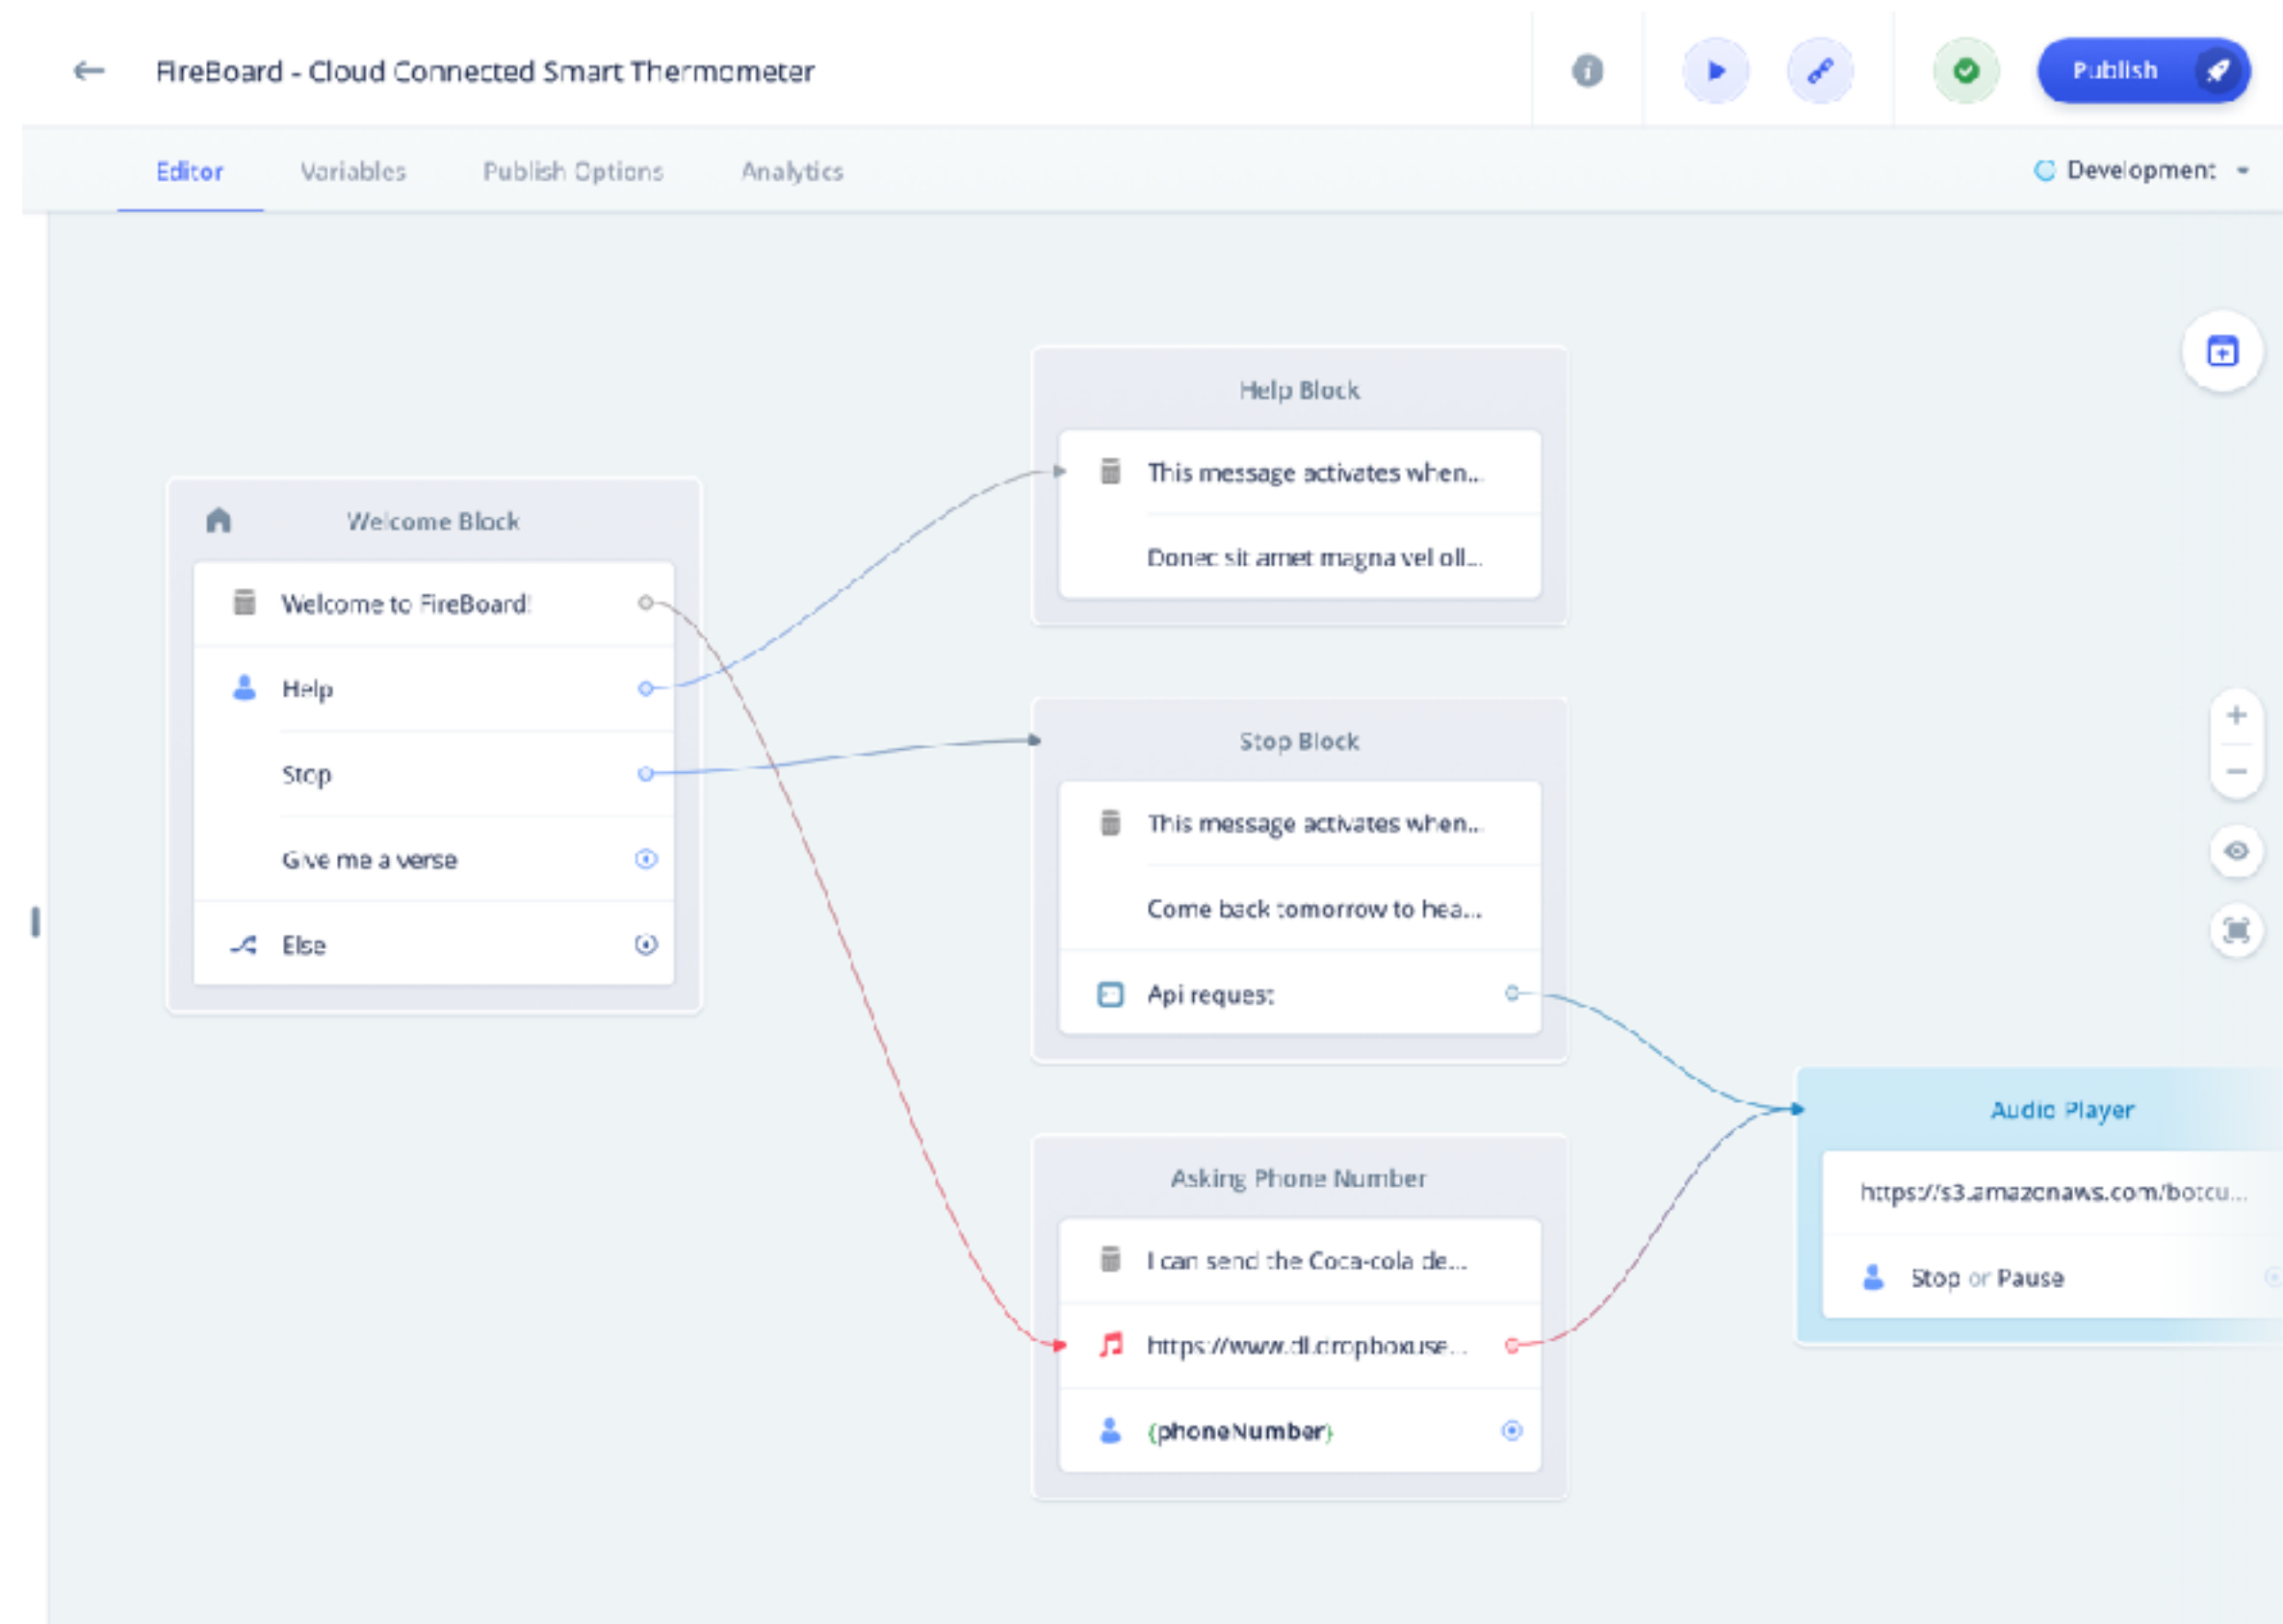 FireBoard - Cloud Connected Smart Thermometer
Publish
Editor
Variables
Publish Options
Analytics
Development
Welcome Block
Welcome to FireBoard!
Help
Stop
Give me a verse
Else
Help Block
This message activates when...
Donec sit amet magna vel oll...
Stop Block
This message activates when...
Come back tomorrow to hea...
Api request
Asking Phone Number
I can send the Coca-cola de...
https://www.dl.dropboxuse...
{phoneNumber}
Audio Player
https://s3.amazonaws.com/botcu...
Stop or Pause